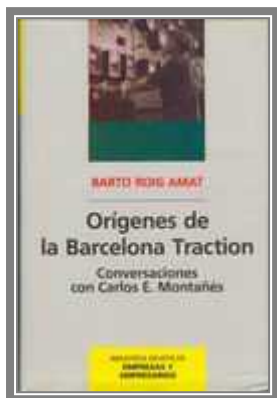 BARTO ROIG AMAT
Orígenes de
la Barcelona Traction
Conversaciones
con Carlos E. Montañés
EMPRESAS Y
EMPRESARIOS